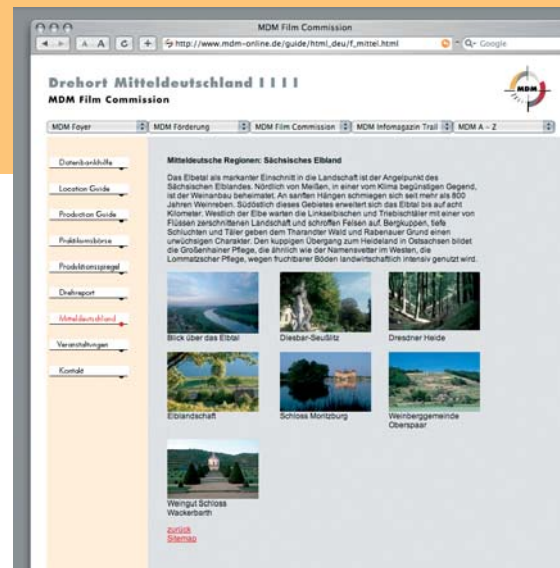 MDM Film Commission
A A C +
http://www.mdm-online.de/guide/html_deu/f_mittel.html
Q- Google
Drehort Mitteldeutschland IIII
MDM Film Commission
MDM
MDM Foyer MDM Förderung MDM Film Commission MDM Infomagazin Trail MDM A – Z
Datenbankhilfe
Location Guide
Production Guide
Praktikumsbörse
Produktionsspiegel
Drehreport
Mitteldeutschland
Veranstaltungen
Kontakt
Mitteldeutsche Regionen: Sächsisches Elbland
Das Elbetal als markanter Einschnitt in die Landschaft ist der Angelpunkt des
Sächsischen Elblandes. Nördlich von Meißen, in einer vom Klima begünstigten Gegend,
ist der Weinanbau beheimatet. An sanften Hängen schmiegen sich seit mehr als 800
Jahren Weinreben. Südöstlich dieses Gebietes erweitert sich das Elbtal bis auf acht
Kilometer. Westlich der Elbe warten die Linkselbischen und Triebischtäler mit einer von
Flüssen zerschnittenen Landschaft und schroffen Felsen auf. Bergkuppen, tiefe
Schluchten und Täler geben dem Tharandter Wald und Rabenauer Grund einen
urwüchsigen Charakter. Den kuppigen Übergang zum Heideland in Ostsachsen bildet
die Großenhainer Pflege, die ähnlich wie der Namensvetter im Westen, die
Lommatzscher Pflege, wegen fruchtbarer Böden landwirtschaftlich intensiv genutzt wird.
Blick über das Elbtal
Diesbar-Seußlitz
Dresdner Heide
Elblandschaft
Schloss Moritzburg
Weinberggemeinde
Oberspaar
Weingut Schloss
Wackerbarth
zurück
Sitemap